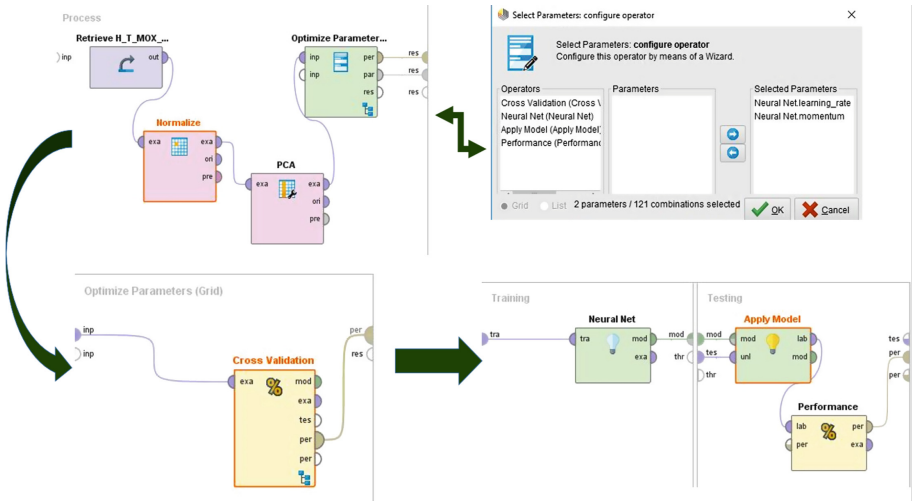 Process
Retrieve H_T_MOX_...
inp
out
Normalize
exa
exa
ori
pre
PCA
exa
exa
ori
pre
Optimize Parameter...
inp
per
inp
par
res
res
res
res
Select Parameters: configure operator
Select Parameters: configure operator
Configure this operator by means of a Wizard.
Operators
Cross Validation (Cross V
Neural Net (Neural Net)
Apply Model (Apply Model)
Performance (Performanc
Parameters
Selected Parameters
Neural Net.learning_rate
Neural Net.momentum
Grid
List
2 parameters / 121 combinations selected
OK
Cancel
Optimize Parameters (Grid)
inp
inp
per
res
Cross Validation
exa
mod
exa
tes
per
per
Training
tra
Neural Net
tra
mod
exa
mod
thr
Testing
mod
tes
thr
Apply Model
mod
lab
unl
mod
Performance
lab
per
per
exa
tes
per
per